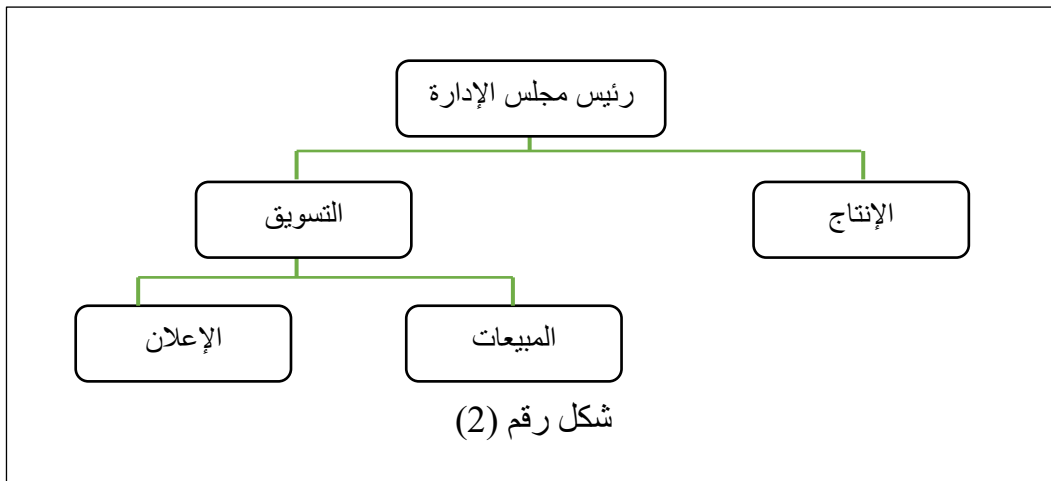 رئيس مجلس الإدارة
الإنتاج
التسويق
المبيعات
الإعلان
شكل رقم (2)